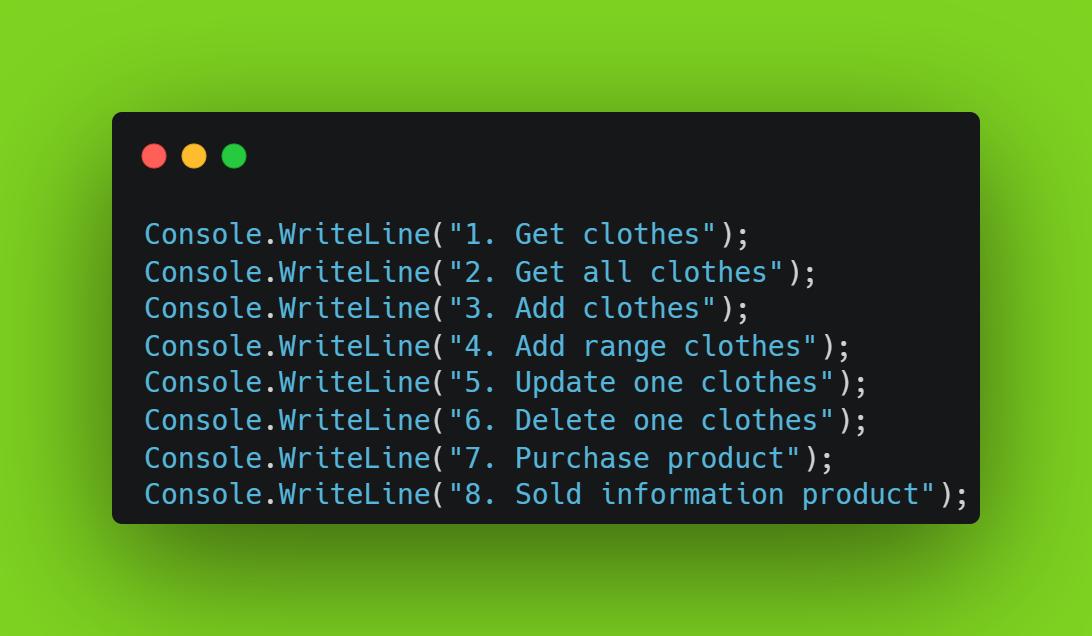 Console.WriteLine("1. Get clothes");
Console.WriteLine("2. Get all clothes");
Console.WriteLine("3. Add clothes");
Console.WriteLine("4. Add range clothes");
Console.WriteLine("5. Update one clothes");
Console.WriteLine("6. Delete one clothes");
Console.WriteLine("7. Purchase product");
Console.WriteLine("8. Sold information product");